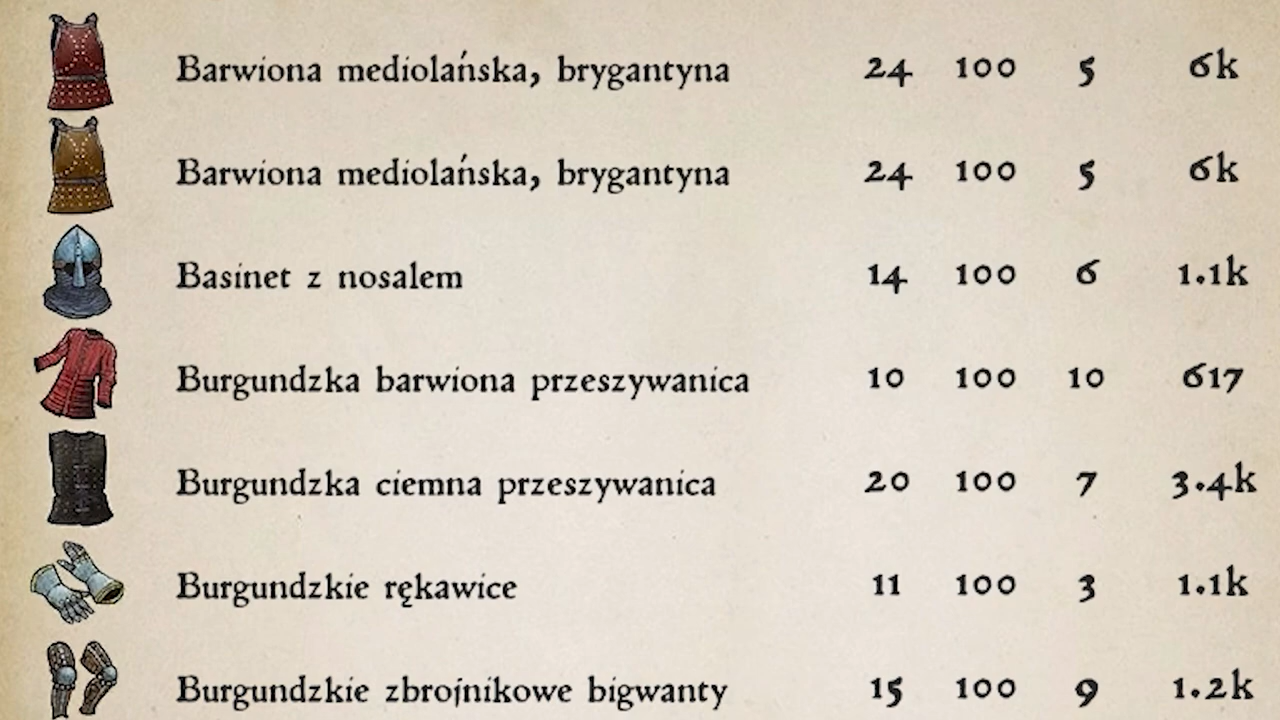 Barwiona mediolańska, brygantyna 24 100 5 6k
Barwiona mediolańska, brygantyna 24 100 5 6k
Basinet z nosalem 14 100 6 1.1k
Burgundzka barwiona przeszywanica 10 100 10 617
Burgundzka ciemna przeszywanica 20 100 7 3.4k
Burgundzkie rękawice 11 100 3 1.1k
Burgundzkie zbrojnikowe bigwanty 15 100 9 1.2k